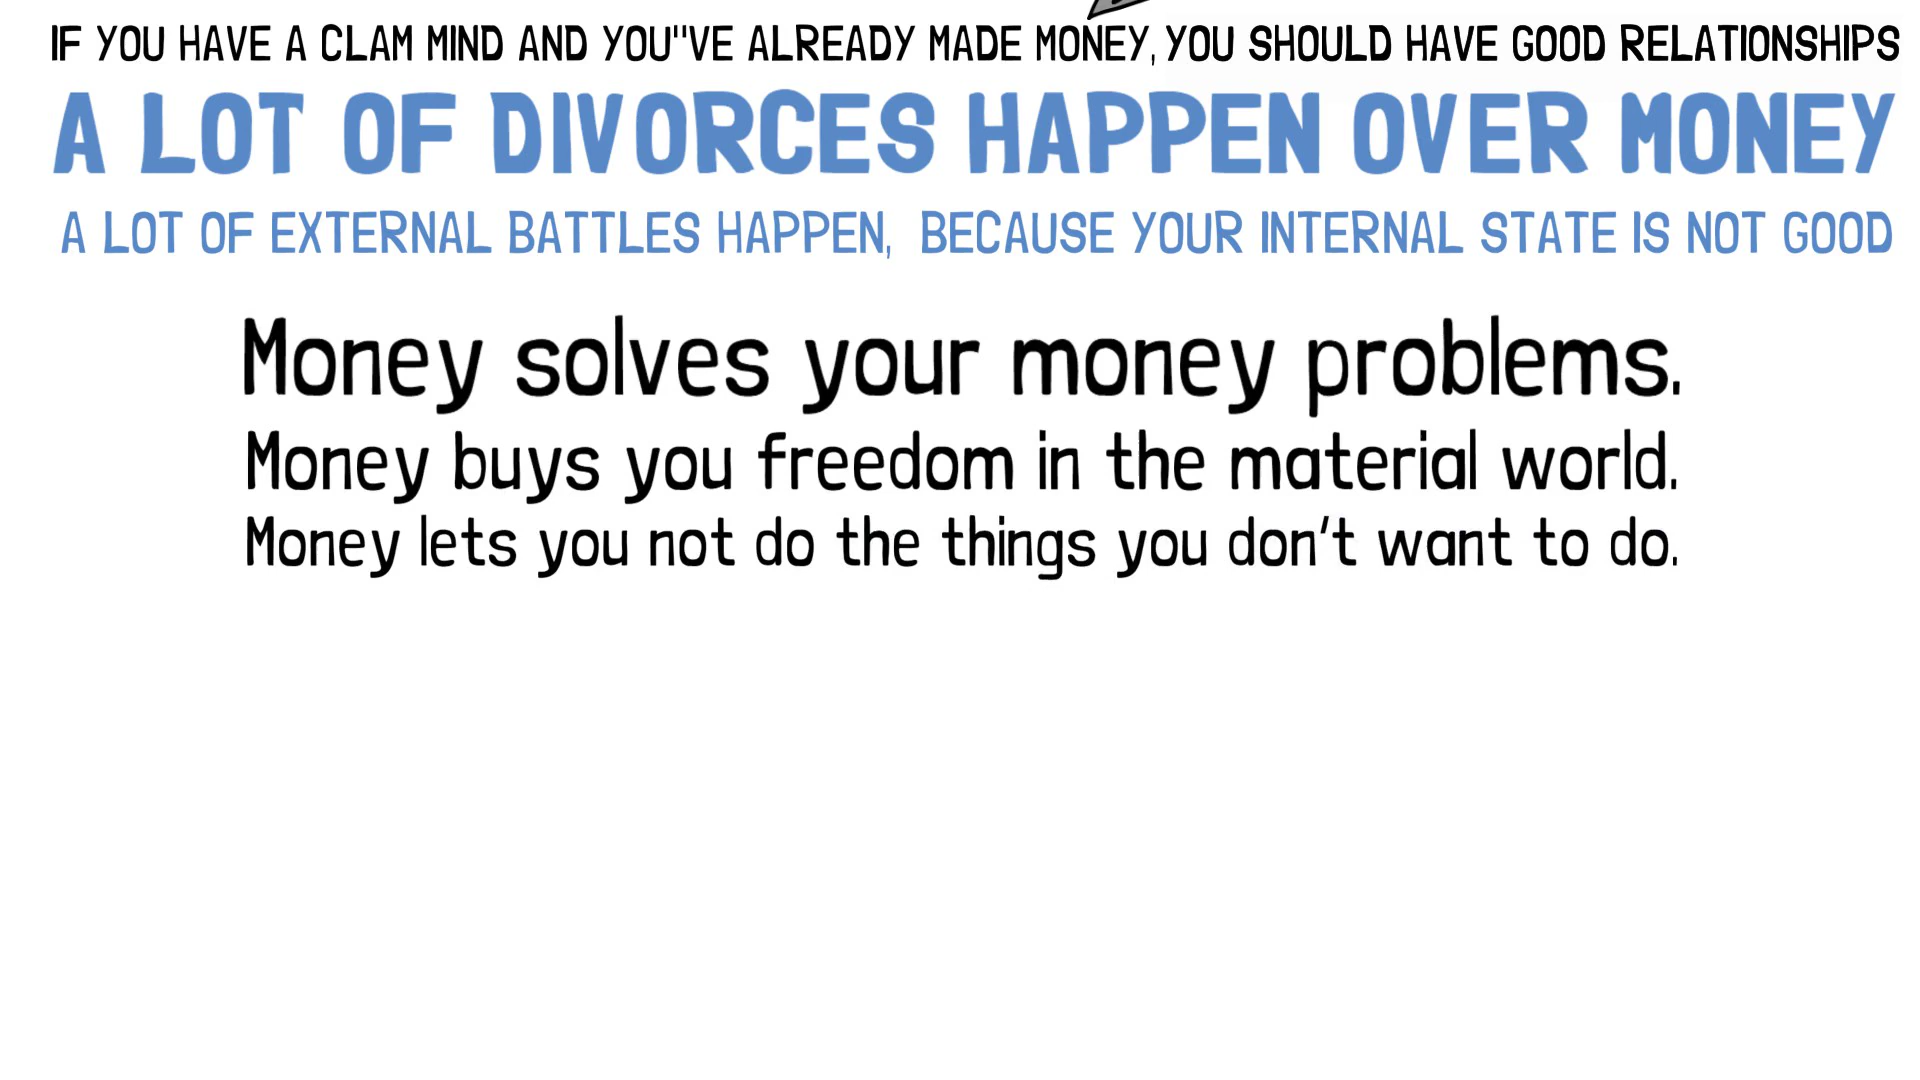 IF YOU HAVE A CLAM MIND AND YOU"VE ALREADY MADE MONEY, YOU SHOULD HAVE GOOD RELATIONSHIPS
A LOT OF DIVORCES HAPPEN OVER MONEY
A LOT OF EXTERNAL BATTLES HAPPEN, BECAUSE YOUR INTERNAL STATE IS NOT GOOD
Money solves your money problems.
Money buys you freedom in the material world.
Money lets you not do the things you don't want to do.